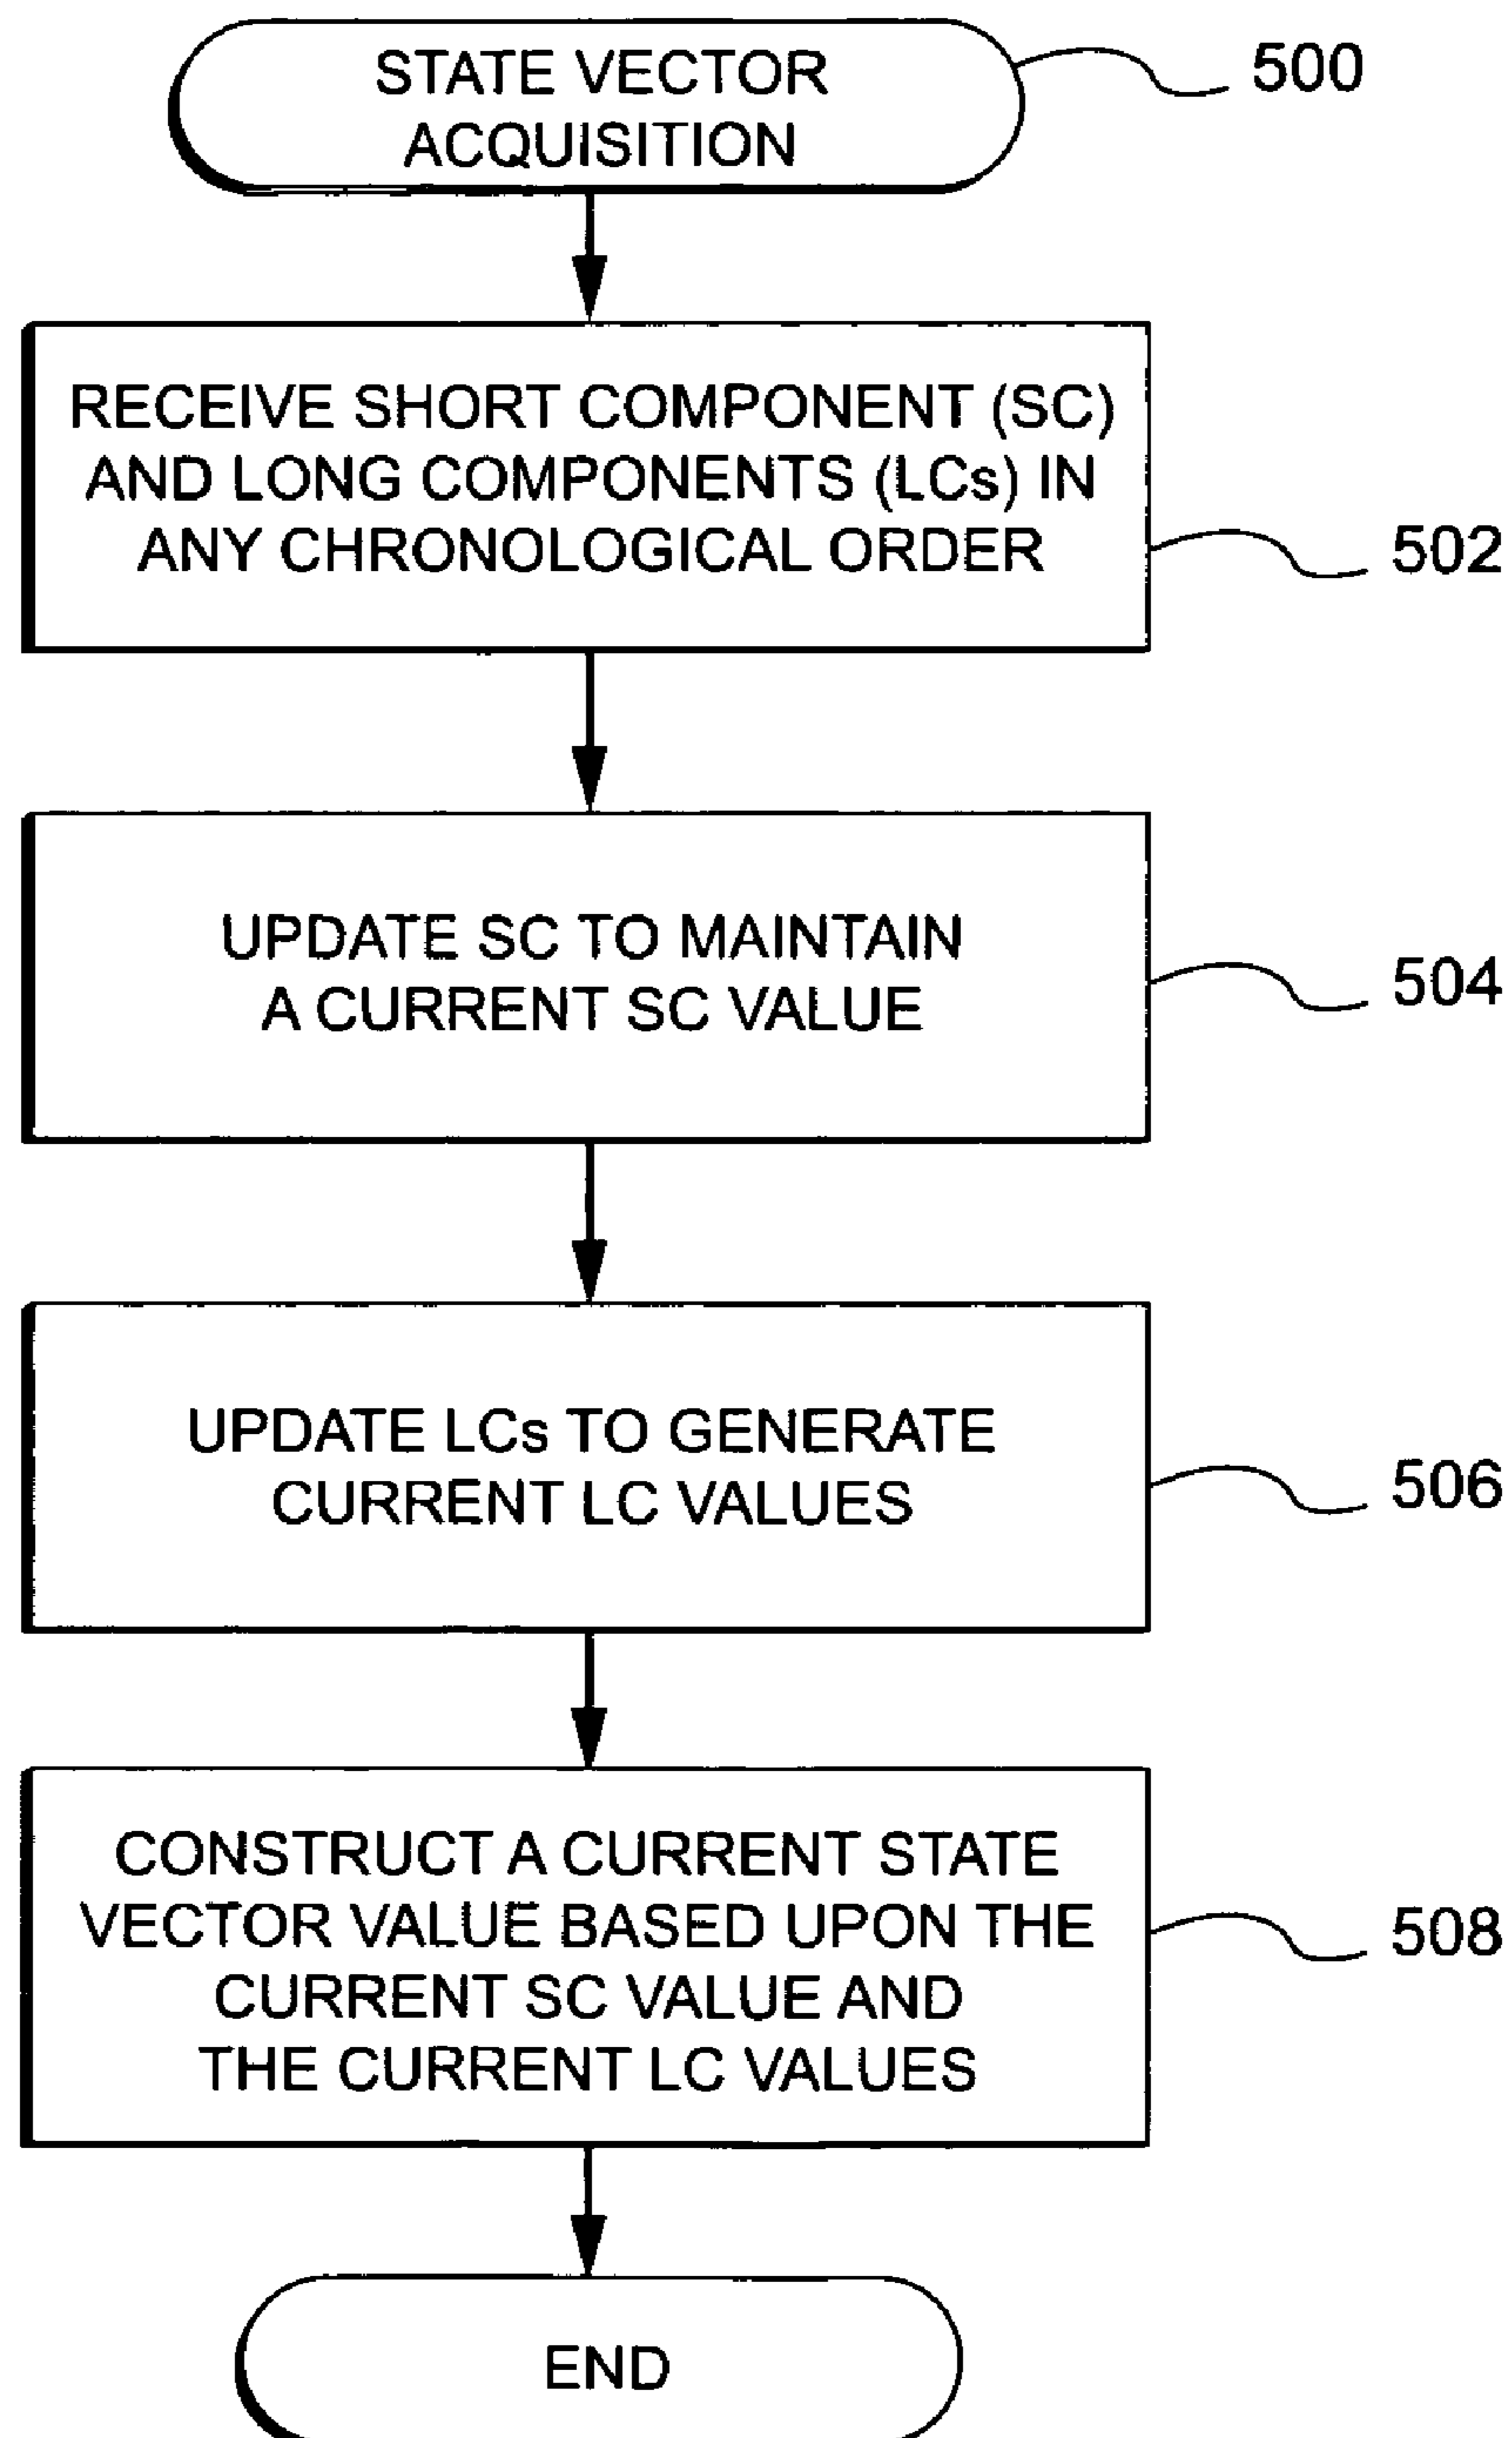 STATE VECTOR
ACQUISITION
500
RECEIVE SHORT COMPONENT (SC)
AND LONG COMPONENTS (LCs) IN
ANY CHRONOLOGICAL ORDER
502
UPDATE SC TO MAINTAIN
A CURRENT SC VALUE
504
UPDATE LCs TO GENERATE
CURRENT LC VALUES
506
CONSTRUCT A CURRENT STATE
VECTOR VALUE BASED UPON THE
CURRENT SC VALUE AND
THE CURRENT LC VALUES
508
END